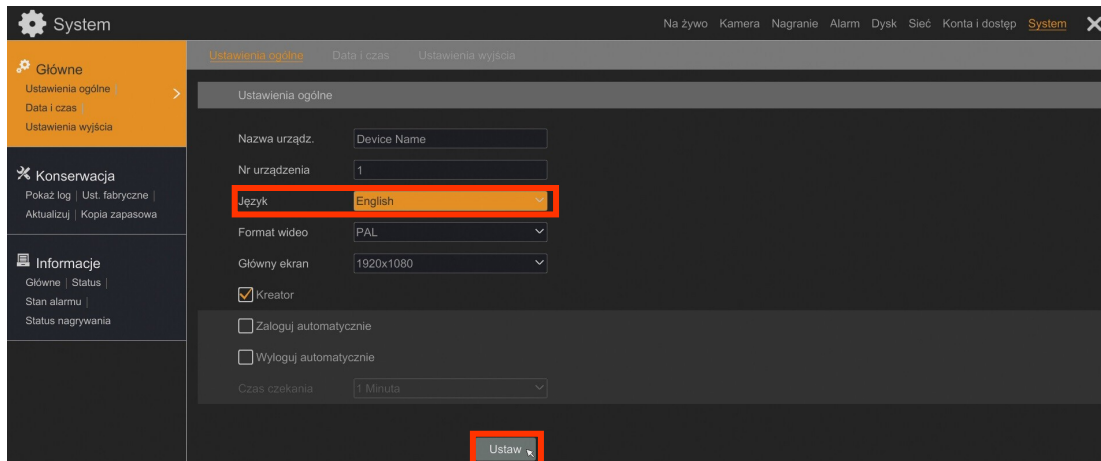 System
Na żywo Kamera Nagranie Alarm Dysk Sieć Konta i dostęp System
Główne
Ustawienia ogólne |
Data i czas |
Ustawienia wyjścia
Konserwacja
Pokaż log | Ust. fabryczne |
Aktualizuj | Kopia zapasowa
Informacje
Główne | Status |
Stan alarmu |
Status nagrywania
Ustawienia ogólne Data i czas Ustawienia wyjścia
Ustawienia ogólne
Nazwa urządz. Device Name
Nr urządzenia 1
Język English
Format wideo PAL
Główny ekran 1920x1080
Kreator
Zaloguj automatycznie
Wyloguj automatycznie
Czas czekania 1 Minuta
Ustaw